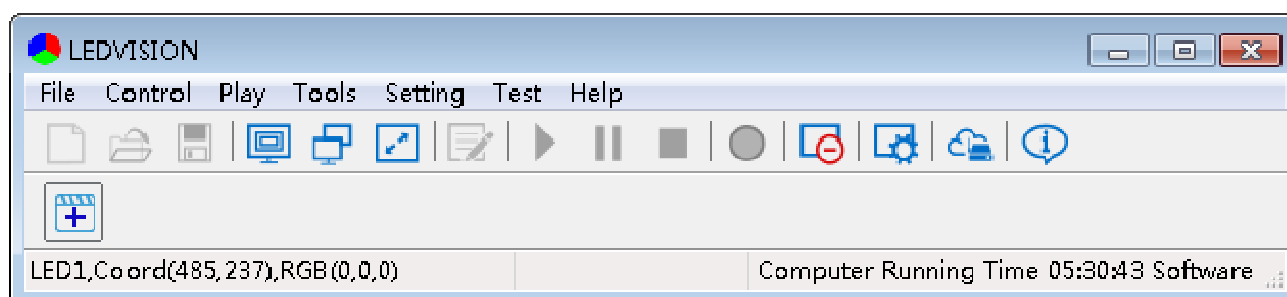 LEDVISION
File Control Play Tools Setting Test Help
LED1,Coord(485,237),RGB(0,0,0)
Computer Running Time 05:30:43 Software